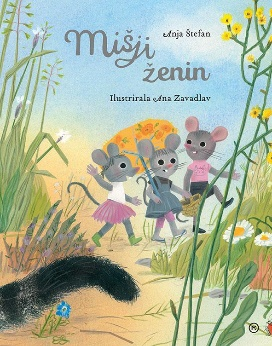 Anja Štefan
Mišji
ženin
Ilustrirala Ana Zavadlav